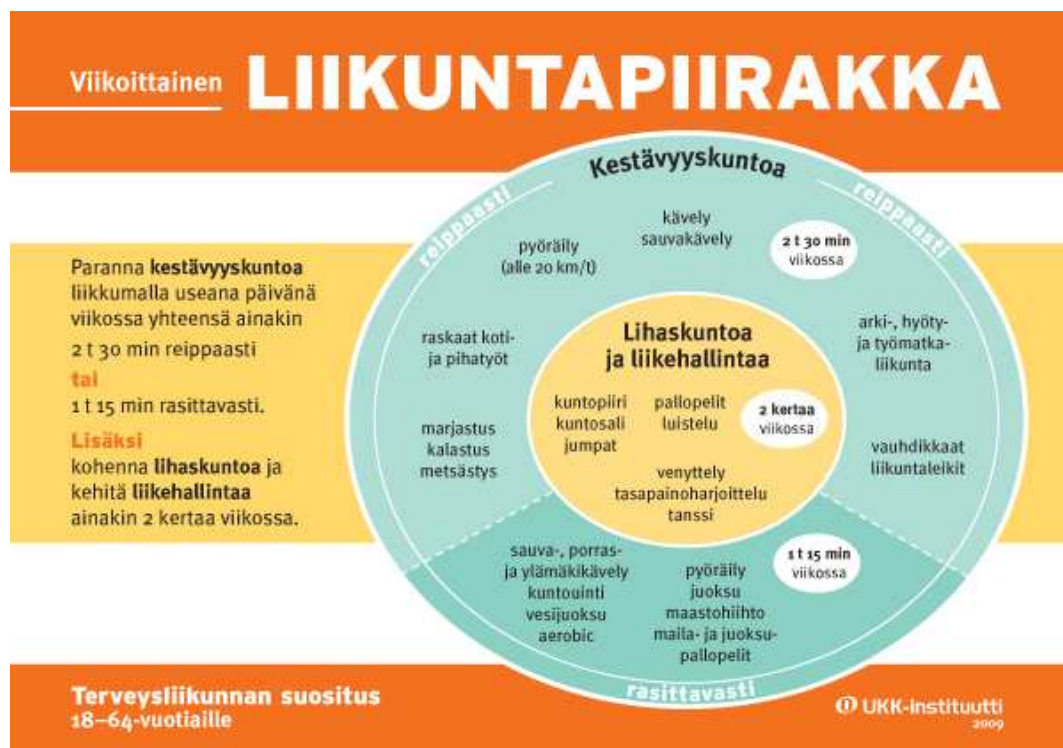 Viikoittainen LIIKUNTAPIIRAKKA
Paranna kestävyyskuntoa
liikkumalla useana päivänä
viikossa yhteensä ainakin
2 t 30 min reippaasti
tai
1 t 15 min rasittavasti.
Lisäksi
kohenna lihaskuntoa ja
kehitä liikehallintaa
ainakin 2 kertaa viikossa.
Kestävyyskuntoa
reippaasti
reippaasti
kävely
sauvakävely
2 t 30 min
viikossa
pyöräily
(alle 20 km/t)
raskaat koti-
ja pihatyöt
arki-, hyöty-
ja työmatka-
liikunta
marjastus
kalastus
metsästys
vauhdikkaat
liikuntaleikit
Lihaskuntoa
ja liikehallintaa
kuntopiiri
kuntosali
jumpat
pallopelit
luistelu
2 kertaa
viikossa
venyttely
tasapainoharjoittelu
tanssi
sauva-, porras-
ja ylämäkikävely
kuntouinti
vesijuoksu
aerobic
pyöräily
juoksu
maastohiihto
maila- ja juoksu-
pallopelit
1 t 15 min
viikossa
rasittavasti
Terveysliikunnan suositus
18–64-vuotiaille
UKK-instituutti
2009